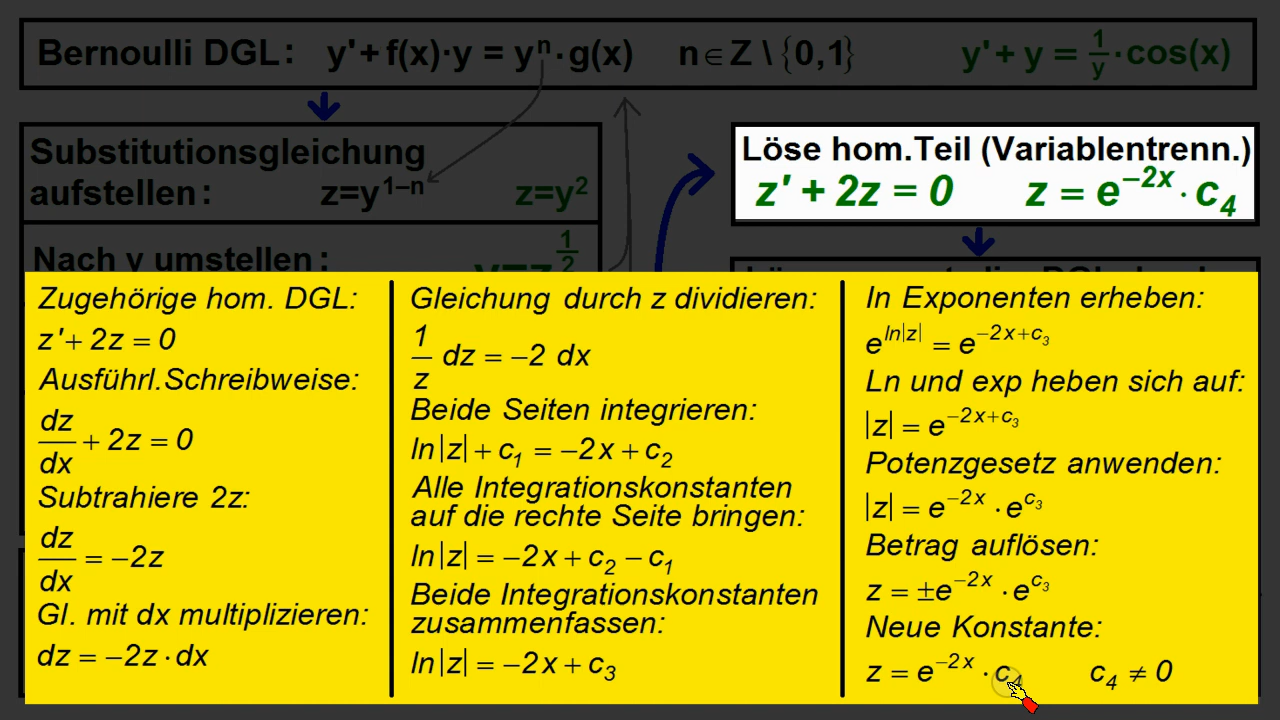 Bernoulli DGL: y'+f(x)·y = yⁿ·g(x) n∈Z \ {0,1} y'+y = 1/y·cos(x)
Substitutionsgleichung
aufstellen: z=y¹⁻ⁿ z=y²
Nach y umstellen:
Löse hom.Teil (Variablentrenn.)
z'+2z=0 z=e^(−2x)·c₄
Zugehörige hom. DGL:
z'+2z=0
Ausführl.Schreibweise:
dz/dx+2z=0
Subtrahiere 2z:
dz/dx=−2z
Gl. mit dx multiplizieren:
dz=−2z·dx
Gleichung durch z dividieren:
1/z dz=−2 dx
Beide Seiten integrieren:
ln|z|+c₁=−2x+c₂
Alle Integrationskonstanten
auf die rechte Seite bringen:
ln|z|=−2x+c₂−c₁
Beide Integrationskonstanten
zusammenfassen:
ln|z|=−2x+c₃
In Exponenten erheben:
e^(ln|z|)=e^(−2x+c₃)
Ln und exp heben sich auf:
|z|=e^(−2x+c₃)
Potenzgesetz anwenden:
|z|=e^(−2x)·e^(c₃)
Betrag auflösen:
z=±e^(−2x)·e^(c₃)
Neue Konstante:
z=e^(−2x)·c₄ c₄≠0